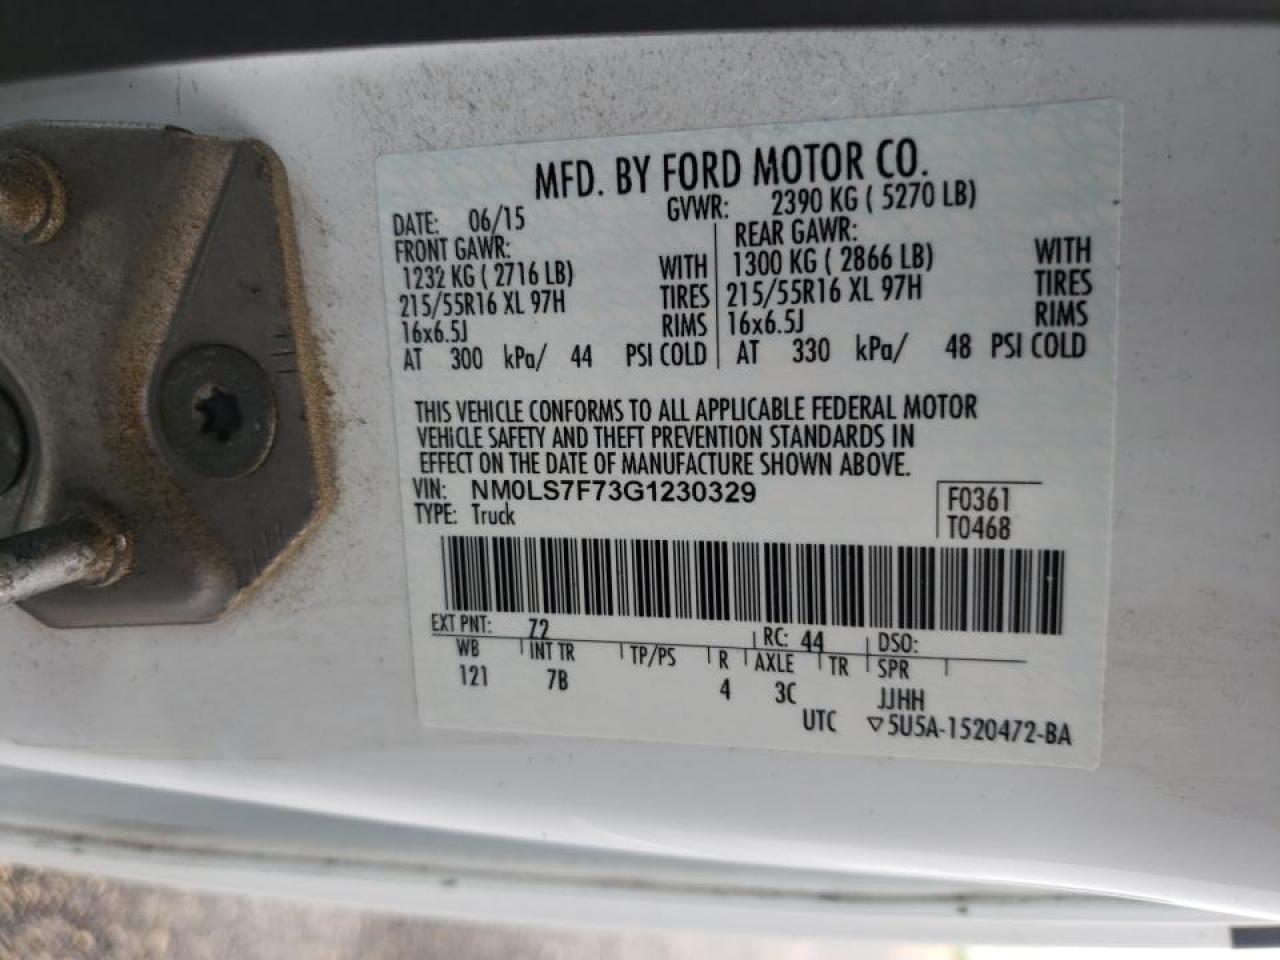 MFD. BY FORD MOTOR CO.
DATE: 06/15 GVWR: 2390 KG ( 5270 LB)
FRONT GAWR: REAR GAWR:
1232 KG ( 2716 LB) WITH 1300 KG ( 2866 LB) WITH
215/55R16 XL 97H TIRES 215/55R16 XL 97H TIRES
16x6.5J RIMS 16x6.5J RIMS
AT 300 kPa/ 44 PSI COLD AT 330 kPa/ 48 PSI COLD
THIS VEHICLE CONFORMS TO ALL APPLICABLE FEDERAL MOTOR
VEHICLE SAFETY AND THEFT PREVENTION STANDARDS IN
EFFECT ON THE DATE OF MANUFACTURE SHOWN ABOVE.
VIN: NM0LS7F73G1230329 F0361
TYPE: Truck T0468
EXT PNT: 72 RC: 44 DSO:
WB INT TR TP/PS R AXLE TR SPR
121 7B 4 3C JJHH
UTC ▽5U5A-1520472-BA